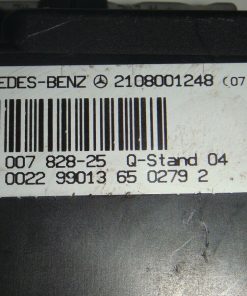 EDES-BENZ 2108001248 (07
007 828-25 Q-Stand 04
0022 99013 65 0279 2